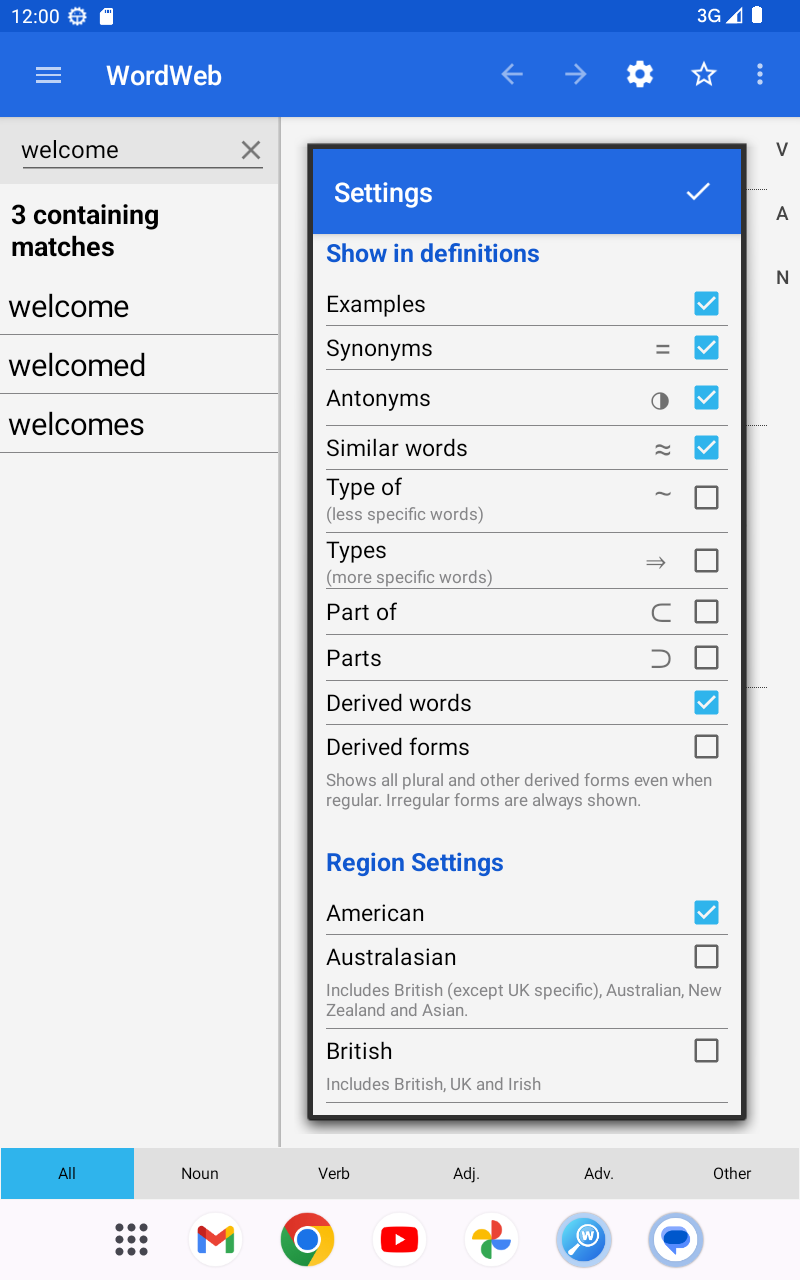 12:00
3G
WordWeb
welcome
3 containing
matches
welcome
welcomed
welcomes
V
A
N
Settings
Show in definitions
Examples
Synonyms =
Antonyms
Similar words ≈
Type of ~
(less specific words)
Types ⇒
(more specific words)
Part of ⊂
Parts ⊃
Derived words
Derived forms
Shows all plural and other derived forms even when
regular. Irregular forms are always shown.
Region Settings
American
Australasian
Includes British (except UK specific), Australian, New
Zealand and Asian.
British
Includes British, UK and Irish
All Noun Verb Adj. Adv. Other